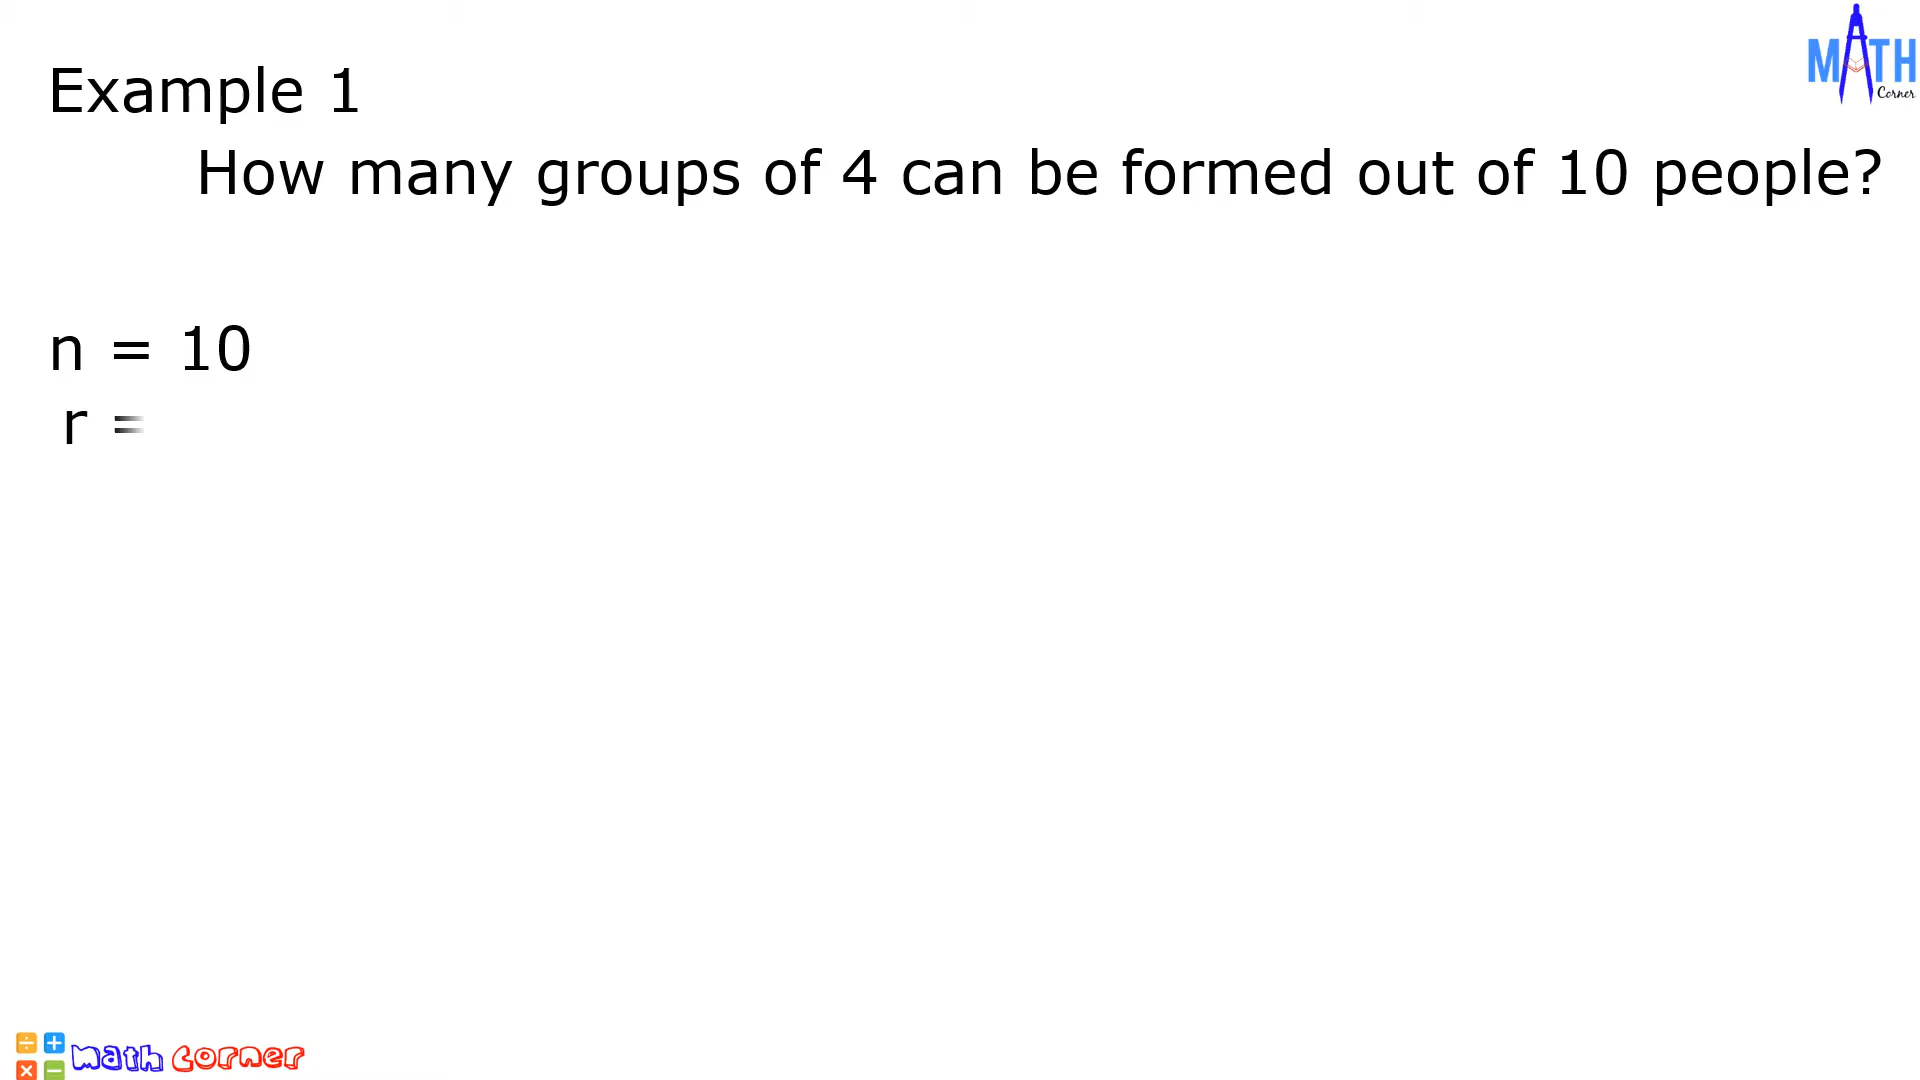 MATH
Corner
Example 1
How many groups of 4 can be formed out of 10 people?
n = 10
r =
math corner